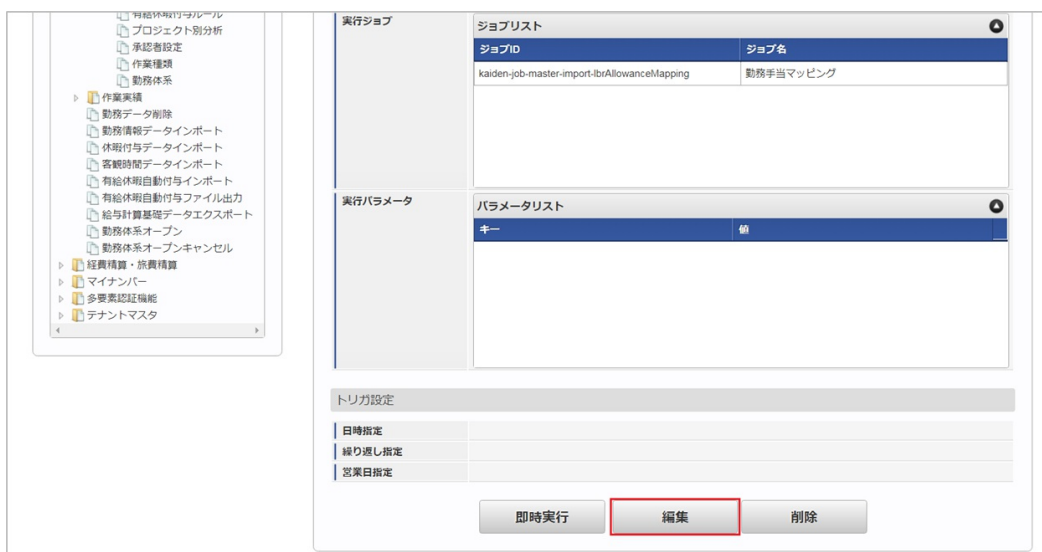 有給休暇付与ルール
プロジェクト別分析
承認者設定
作業種類
勤務体系
作業実績
勤務データ削除
勤務情報データインポート
休暇付与データインポート
客観時間データインポート
有給休暇自動付与インポート
有給休暇自動付与ファイル出力
給与計算基礎データエクスポート
勤務体系オープン
勤務体系オープンキャンセル
経費精算・旅費精算
マイナンバー
多要素認証機能
テナントマスタ
実行ジョブ
ジョブリスト
ジョブID ジョブ名
kaiden-job-master-import-lbrAllowanceMapping 勤務手当マッピング
実行パラメータ
パラメータリスト
キー 値
トリガ設定
日時指定
繰り返し指定
営業日指定
即時実行 編集 削除